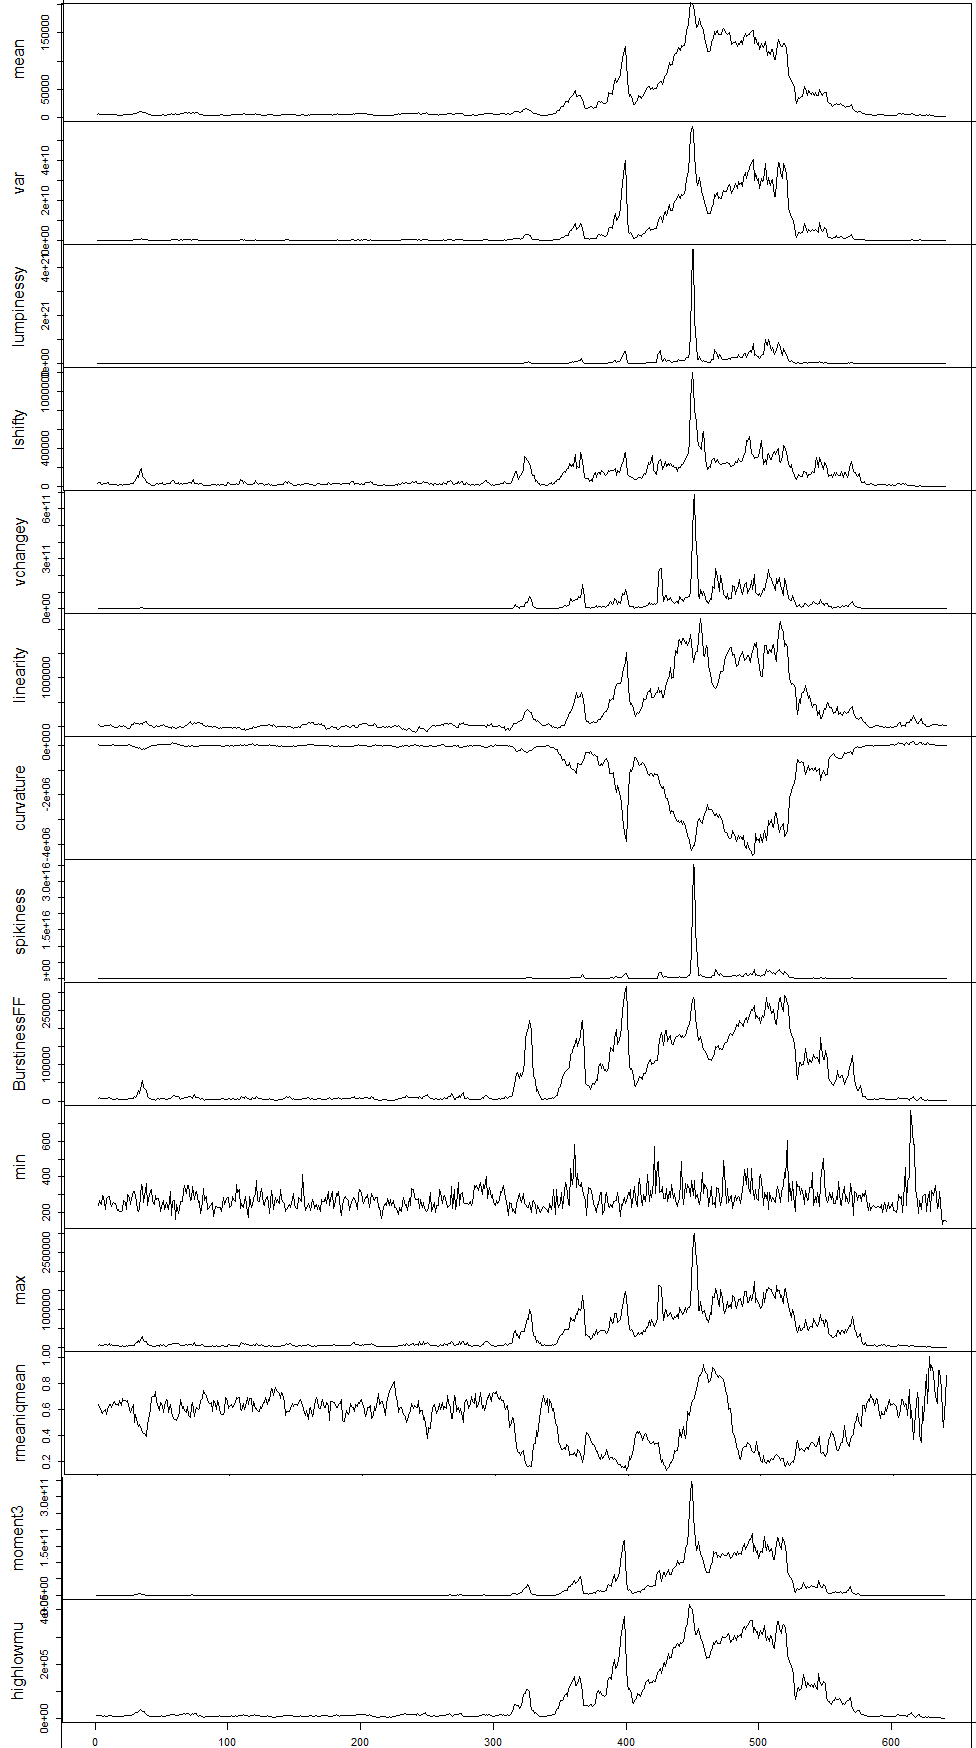 mean
0 50000 150000
var
0e+00 2e+10 4e+10
lumpinessy
0e+00 2e+21 4e+21
lshifty
0 400000 1000000
vchangey
0e+00 3e+11 6e+11
linearity
0e+00 1000000
curvature
-4e+06 -2e+06 0e+00
spikiness
e+00 1.5e+16 3.0e+16
BurstinessFF
0 100000 250000
min
200 400 600
max
0 1000000 2500000
rmeaniqmean
0.2 0.4 0.6 0.8 1.0
moment3
1.5e+11 3.0e+11
highlowmu
0e+00 2e+05 4e+05
0 100 200 300 400 500 600